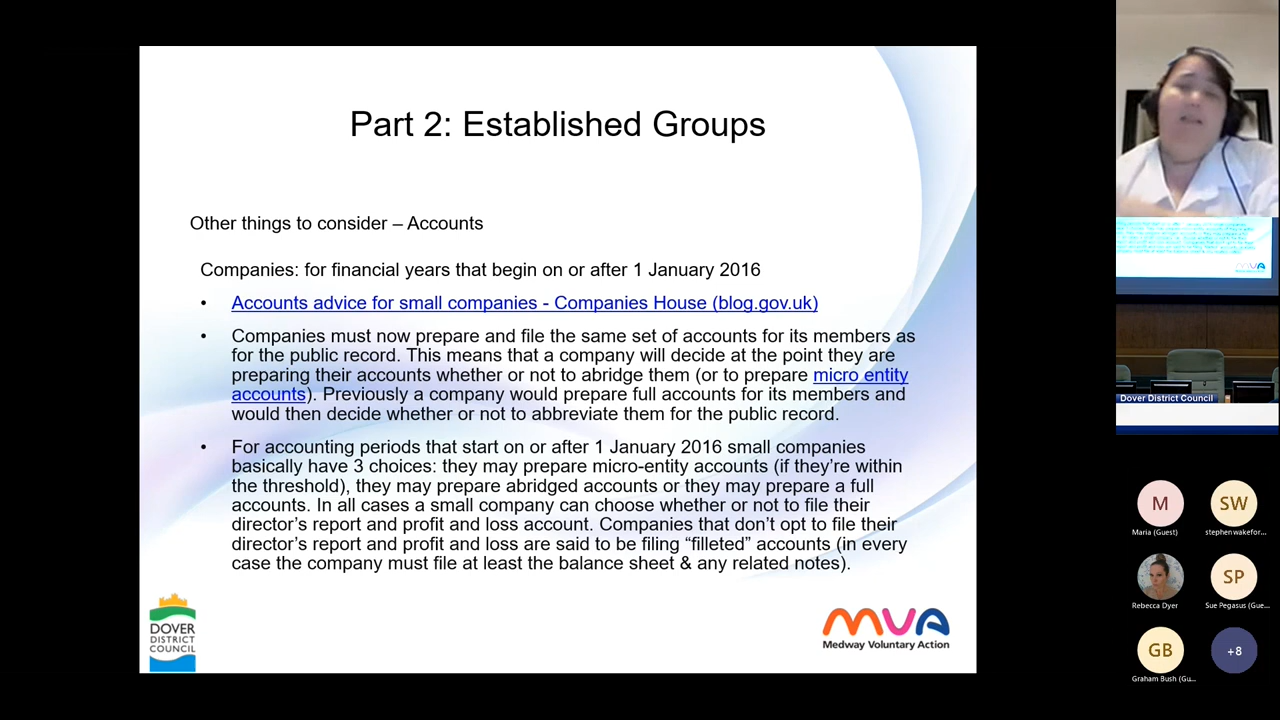 Part 2: Established Groups
Other things to consider – Accounts
Companies: for financial years that begin on or after 1 January 2016
• Accounts advice for small companies - Companies House (blog.gov.uk)
• Companies must now prepare and file the same set of accounts for its members as
for the public record. This means that a company will decide at the point they are
preparing their accounts whether or not to abridge them (or to prepare micro entity
accounts). Previously a company would prepare full accounts for its members and
would then decide whether or not to abbreviate them for the public record.
• For accounting periods that start on or after 1 January 2016 small companies
basically have 3 choices: they may prepare micro-entity accounts (if they're within
the threshold), they may prepare abridged accounts or they may prepare a full
accounts. In all cases a small company can choose whether or not to file their
director's report and profit and loss account. Companies that don't opt to file their
director's report and profit and loss are said to be filing “filleted” accounts (in every
case the company must file at least the balance sheet & any related notes).
DOVER
DISTRICT
COUNCIL
mva
Medway Voluntary Action
mva
Dover District Council
M
Maria (Guest)
SW
stephen wakefor...
Rebecca Dyer
SP
Sue Pegasus (Gue...
GB
Graham Bush (Gu...
+8